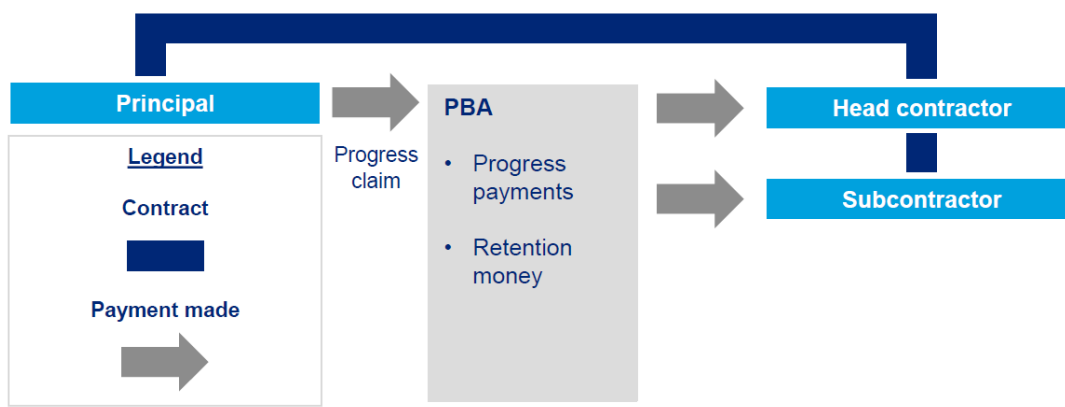 Principal
Legend
Contract
Payment made
Progress
claim
PBA
• Progress
payments
• Retention
money
Head contractor
Subcontractor